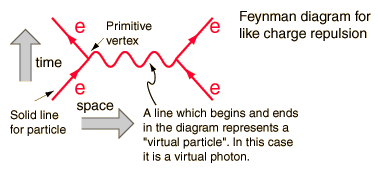 Feynman diagram for
like charge repulsion
e
Primitive
vertex
e
time
Solid line
for particle
e
e
space
A line which begins and ends
in the diagram represents a
"virtual particle". In this case
it is a virtual photon.